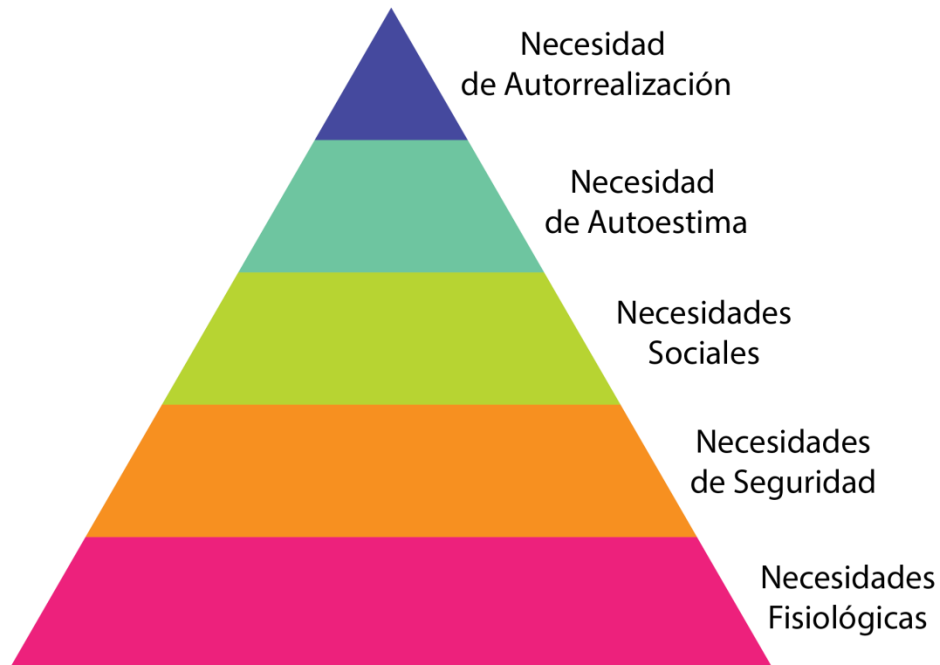 Necesidad
de Autorrealización
Necesidad
de Autoestima
Necesidades
Sociales
Necesidades
de Seguridad
Necesidades
Fisiológicas